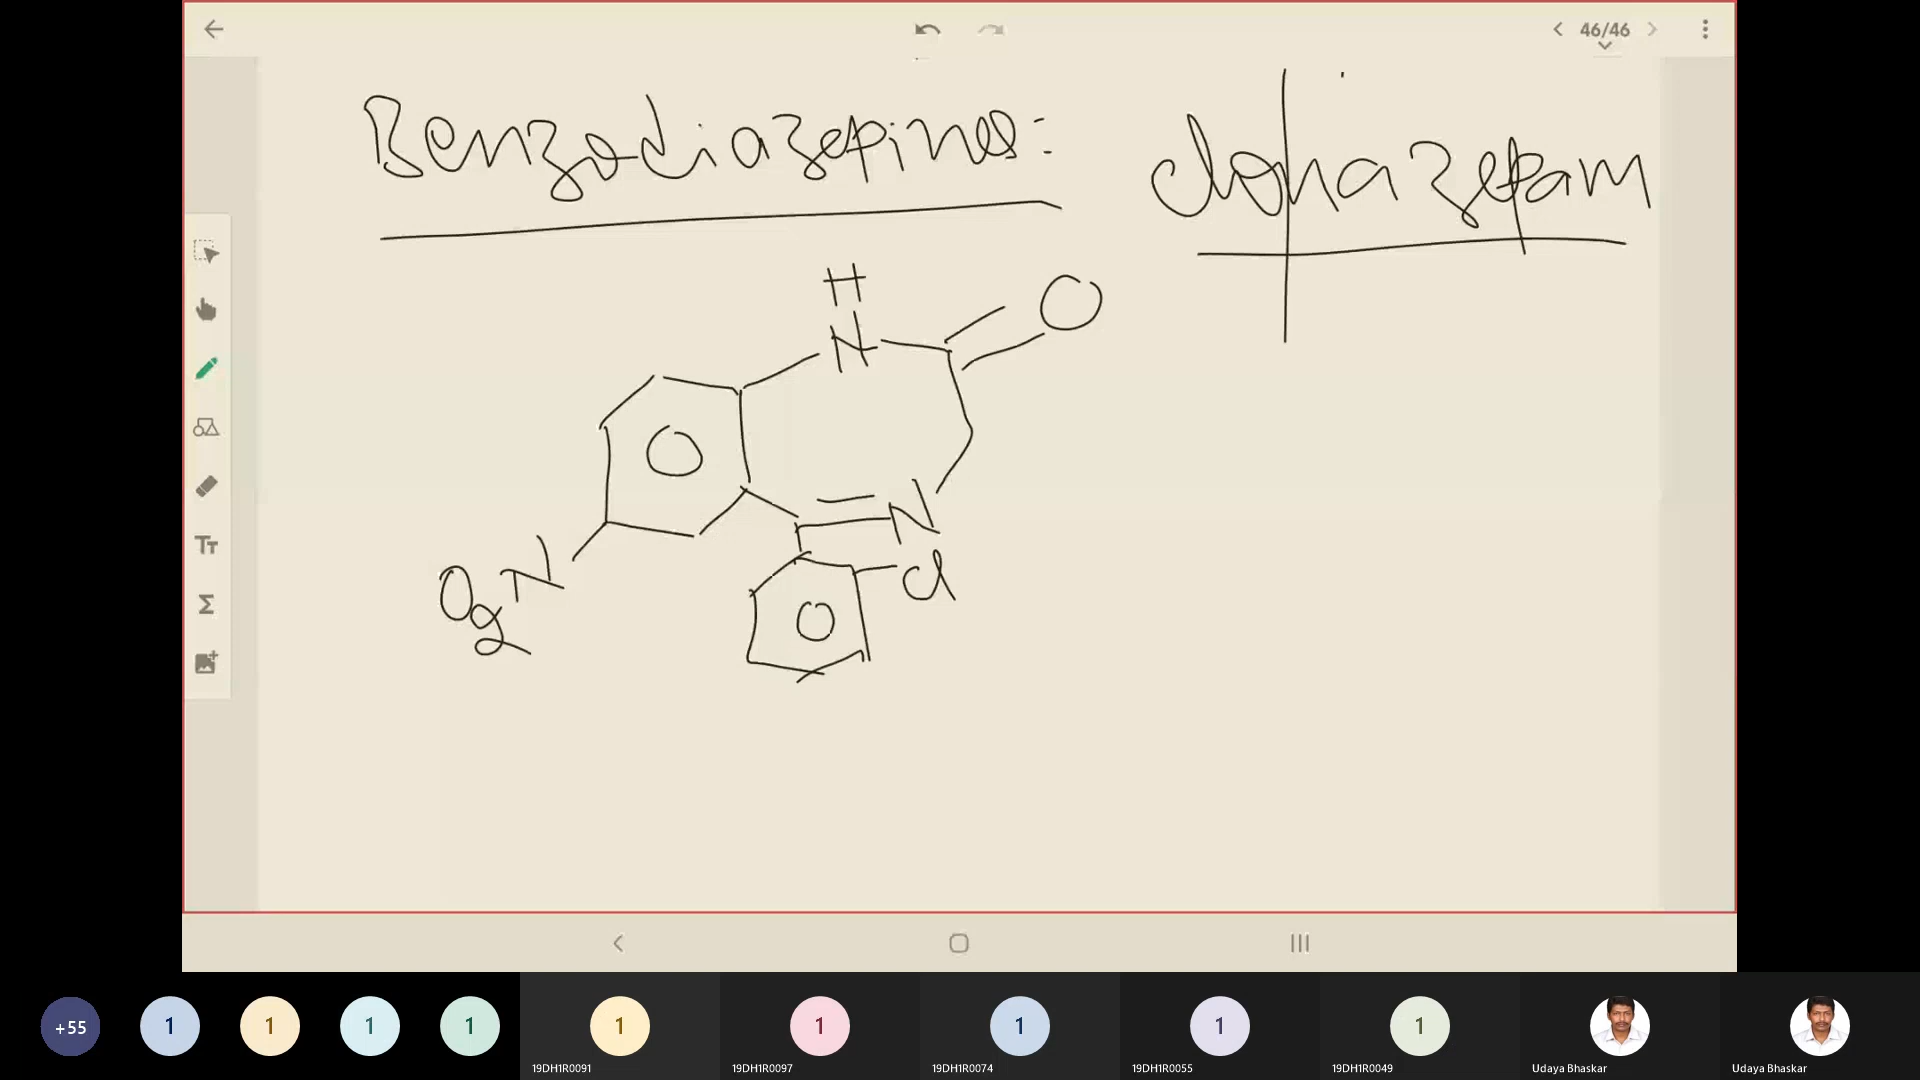 46/46
Benzodiazepines: clonazepam
H
N
O
N
O2N
Cl
Tт
Σ
+55 1 1 1 1 1 1 1 1 1
19DH1R0091 19DH1R0097 19DH1R0074 19DH1R0055 19DH1R0049 Udaya Bhaskar Udaya Bhaskar